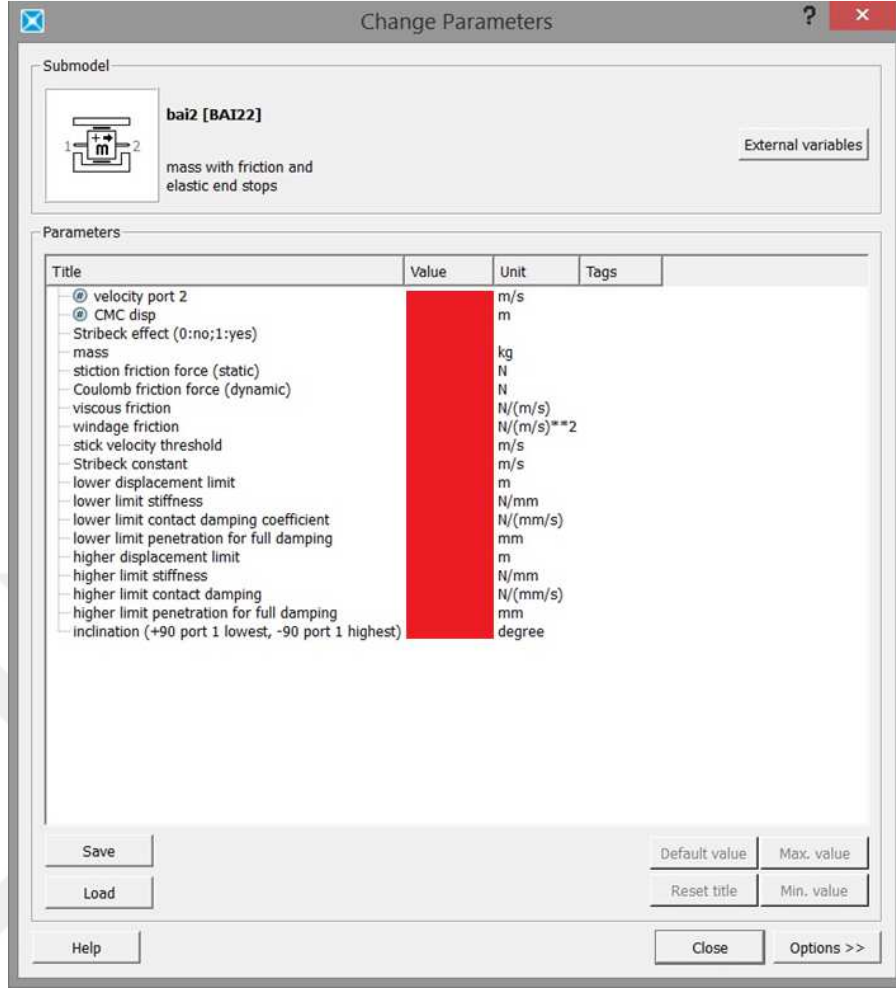 Change Parameters
?
Submodel
bai2 [BAI22]
1 + m 2
mass with friction and
elastic end stops
External variables
Parameters
Title Value Unit Tags
velocity port 2 m/s
CMC disp m
Stribeck effect (0:no;1:yes)
mass kg
stiction friction force (static) N
Coulomb friction force (dynamic) N
viscous friction N/(m/s)
windage friction N/(m/s)**2
stick velocity threshold m/s
Stribeck constant m/s
lower displacement limit m
lower limit stiffness N/mm
lower limit contact damping coefficient N/(mm/s)
lower limit penetration for full damping mm
higher displacement limit m
higher limit stiffness N/mm
higher limit contact damping N/(mm/s)
higher limit penetration for full damping mm
inclination (+90 port 1 lowest, -90 port 1 highest) degree
Save Default value Max. value
Load Reset title Min. value
Help Close Options >>